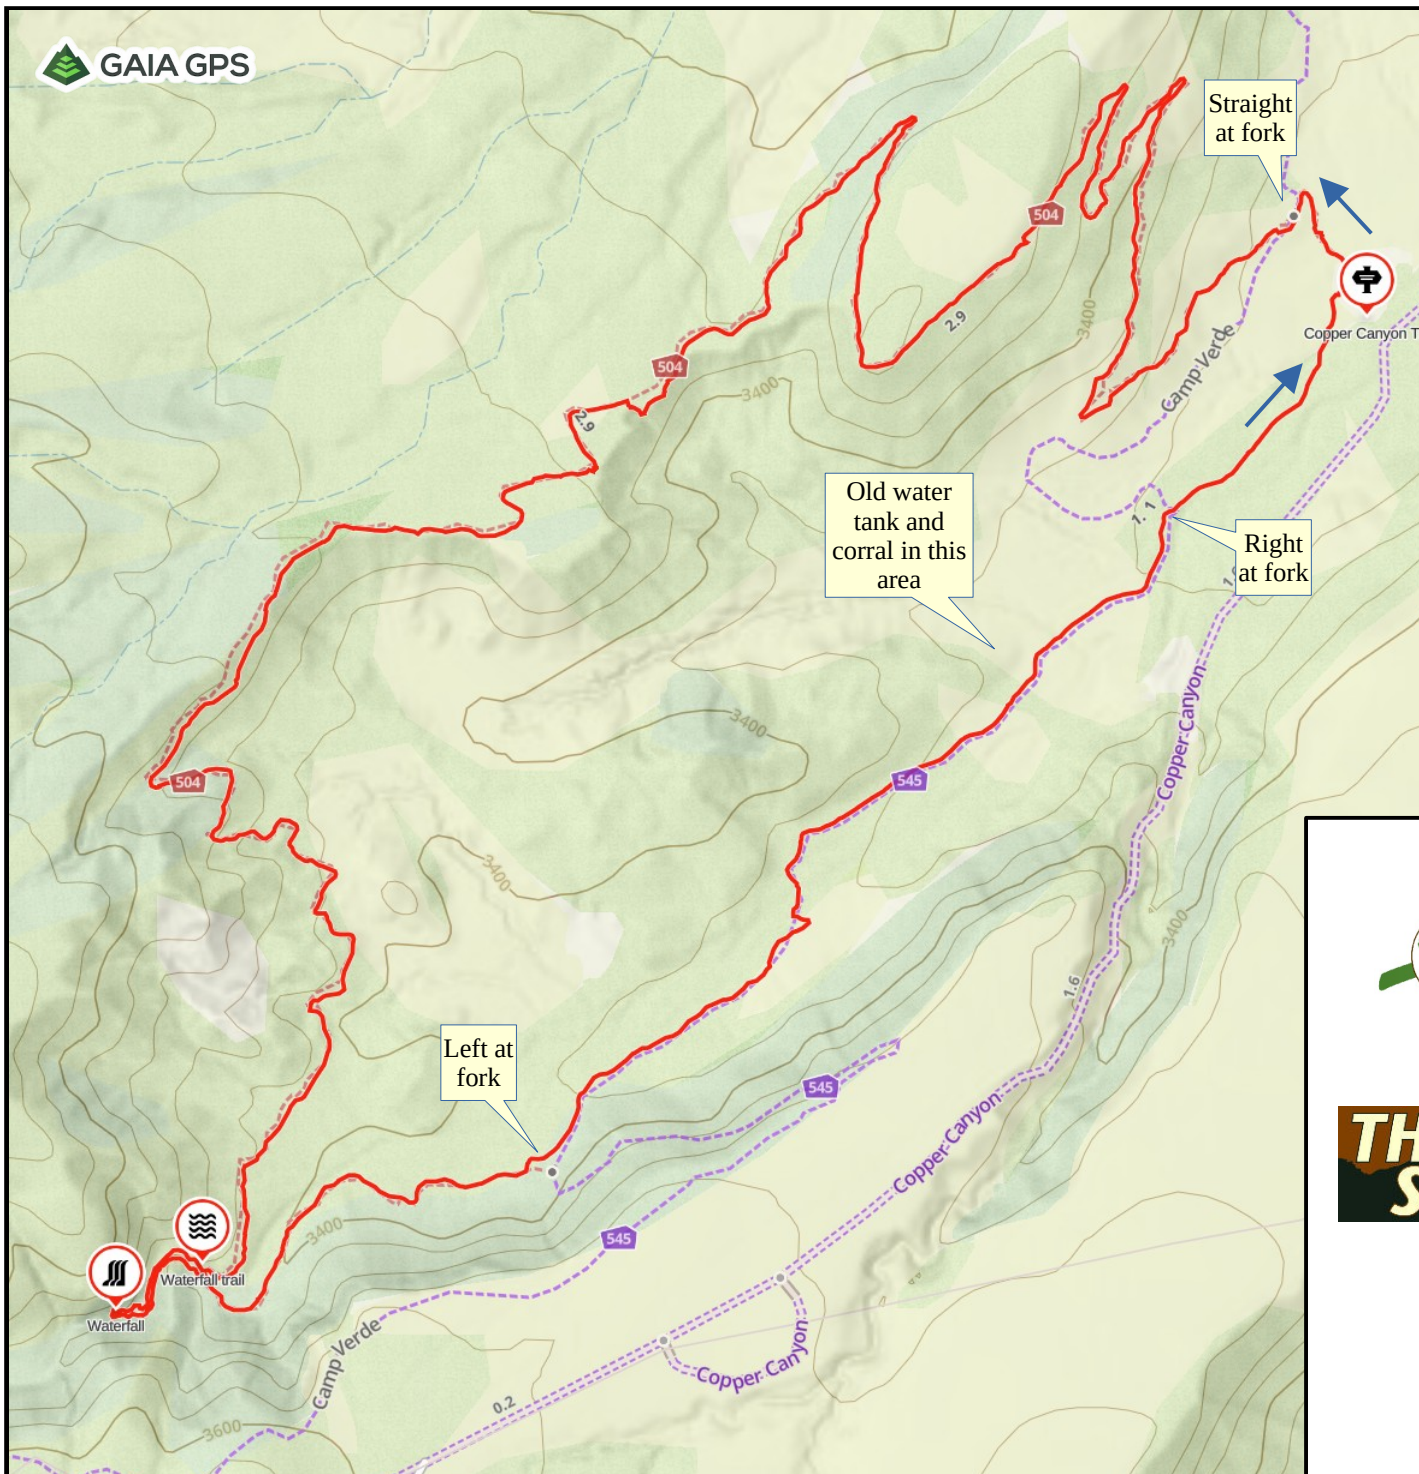 GAIA GPS
Straight
at fork
504
Copper Canyon T
2.9
3400
504
3400
Camp Verde
2.9
Old water
tank and
corral in this
area
1. 1
Right
at fork
Copper Canyon
3400
504
545
3400
3400
1.6
Left at
fork
545
Copper Canyon
3400
545
Waterfall trail
Waterfall
Camp Verde
Copper Canyon
0.2
3600
TH
S